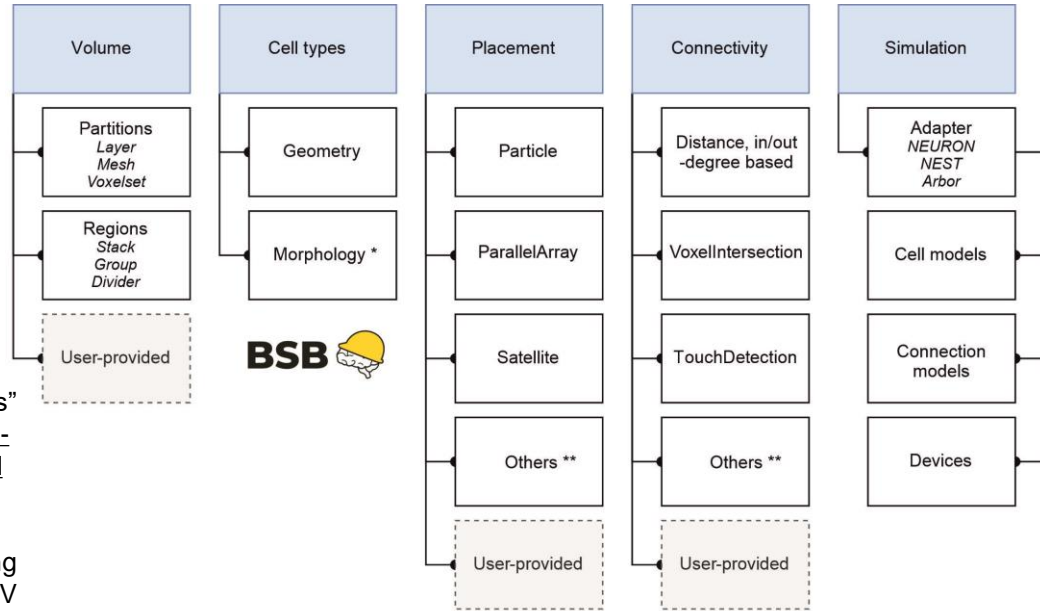 Volume
Partitions
Layer
Mesh
Voxelset
Regions
Stack
Group
Divider
User-provided
Cell types
Geometry
Morphology *
BSB
Placement
Particle
ParallelArray
Satellite
Others **
User-provided
Connectivity
Distance, in/out
-degree based
VoxelIntersection
TouchDetection
Others **
User-provided
Simulation
Adapter
NEURON
NEST
Arbor
Cell models
Connection
models
Devices
s”
-
ng
V